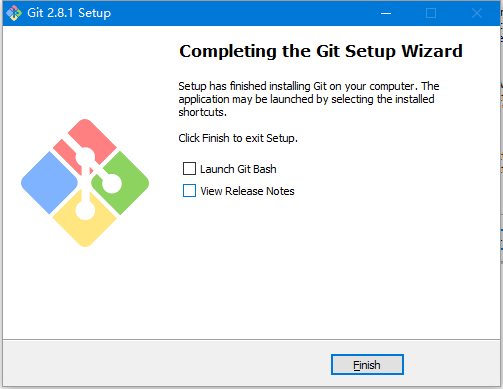 Git 2.8.1 Setup
Completing the Git Setup Wizard
Setup has finished installing Git on your computer. The
application may be launched by selecting the installed
shortcuts.
Click Finish to exit Setup.
Launch Git Bash
View Release Notes
Finish